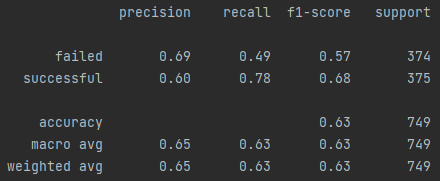 precision recall f1-score support
failed 0.69 0.49 0.57 374
successful 0.60 0.78 0.68 375
accuracy 0.63 749
macro avg 0.65 0.63 0.63 749
weighted avg 0.65 0.63 0.63 749